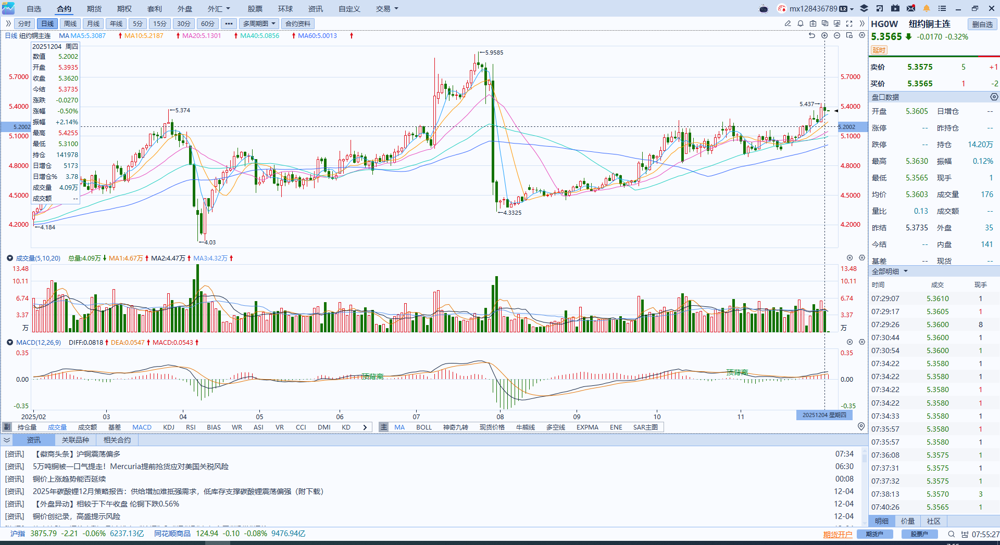 自选 合约 期货 期权 套利 外盘 外汇 股票 环球 资讯 自定义 交易 mx128436789 L2
分时 日线 周线 月线 年线 5分 15分 30分 60分 ••• 多周期图 合约资料
日线 纽约铜主连 MA MA5:5.3087 MA10:5.2187 MA20:5.1301 MA40:5.0856 MA60:5.0013
20251204 周四
数值 5.2002
开盘 5.3935
收盘 5.3620
今结 5.3735
涨跌 -0.0270
涨幅 -0.50%
振幅 +2.14%
最高 5.4255
最低 5.3100
持仓 141978
日增仓 5173
日增仓% 3.78
成交量 4.09万
成交额 --
5.7000
5.4000
5.2002
5.1000
4.8000
4.5000
4.2000
5.9585
5.374
5.437
4.3325
4.184
4.03
5.7000
5.4000
5.2002
5.1000
4.8000
4.5000
4.2000
成交量(5,10,20) 总量:4.09万 MA1:4.67万 MA2:4.47万 MA3:4.32万
13.48 13.48
10.11 10.11
6.74 6.74
3.37 3.37
万 万
MACD(12,26,9) DIFF:0.0818 DEA:0.0547 MACD:0.0543
0.35 0.35
顶背离 顶背离
0.00 0.00
-0.35 -0.35
2025/02 03 04 05 06 07 08 09 10 11 20251204 星期四
副 持仓量 成交量 成交额 基差 MACD KDJ RSI BIAS WR ASI VR CCI DMI KD 主 MA BOLL 神奇九转 现货价格 牛熊线 多空线 EXPMA ENE SAR主图
资讯 关联品种 相关合约
[资讯] 【徽商头条】沪铜震荡偏多 07:34
[资讯] 5万吨铜被一口气提走！Mercuria提前抢货应对美国关税风险 06:30
[资讯] 铜价上涨趋势能否延续 00:08
[资讯] 2025年碳酸锂12月策略报告：供给增加难抵强需求，低库存支撑碳酸锂震荡偏强（附下载） 12-04
[资讯] 【外盘异动】相较于下午收盘 伦铜下跌0.56% 12-04
[资讯] 铜价创纪录，高盛提示风险 12-04
HG0W 纽约铜主连 删自选
5.3565 -0.0170 -0.32%
延时
卖价 5.3575 5 +1
买价 5.3565 1 -2
盘口数据
开盘 5.3605 日增仓 --
涨停 -- 昨持仓 --
跌停 -- 持仓 14.20万
最高 5.3630 振幅 0.12%
最低 5.3565 现手 1
均价 5.3603 成交量 176
量比 0.13 成交额 --
昨结 5.3735 外盘 35
今结 -- 内盘 141
基差 -- 现货 --
全部明细
时间 成交 现手
07:29:07 5.3610 1
07:29:17 5.3605 1
07:29:26 5.3600 8
07:30:44 5.3600 1
07:30:54 5.3600 1
07:34:22 5.3580 1
07:34:22 5.3580 1
07:34:22 5.3580 1
07:34:22 5.3580 1
07:34:33 5.3580 1
07:35:57 5.3580 1
07:35:57 5.3580 1
07:36:08 5.3575 1
07:37:31 5.3575 1
07:37:32 5.3575 1
07:38:13 5.3570 3
07:40:26 5.3565 1
明细 价量 社区
沪指 3875.79 -2.21 -0.06% 6237.13亿 同花顺商品 124.94 -0.10 -0.08% 9476.94亿 期货开户 期货户 股票户 07:55:27